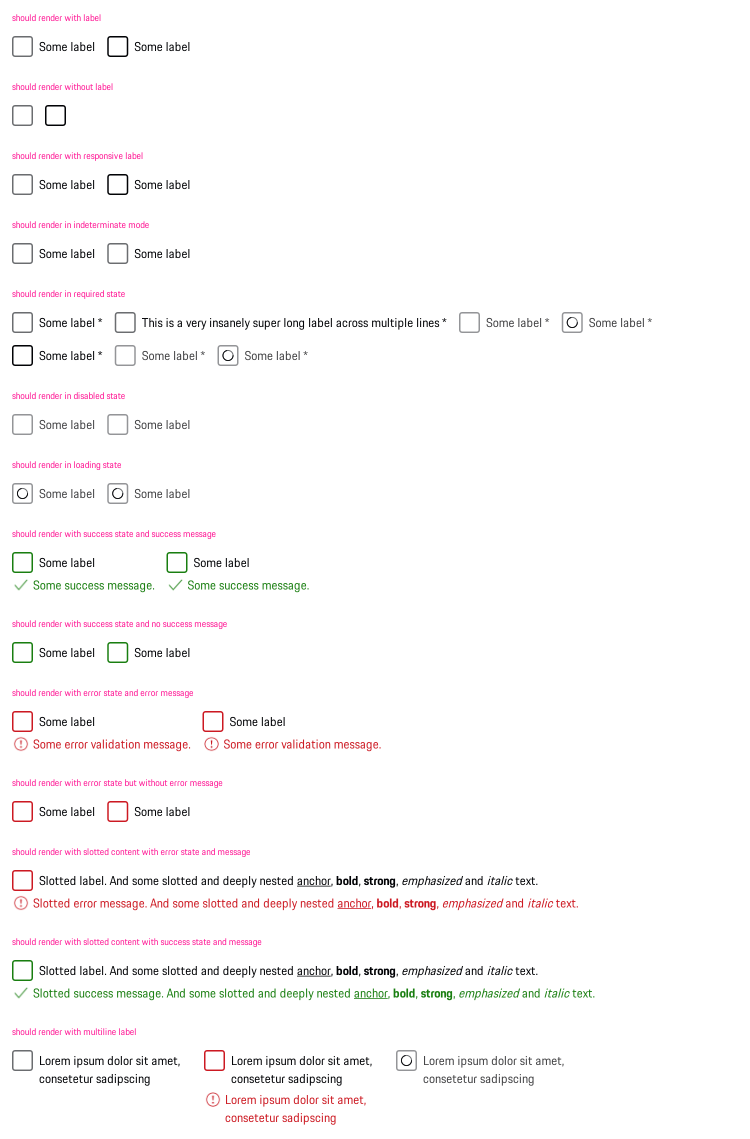 should render with label
Some label Some label
should render without label
should render with responsive label
Some label Some label
should render in indeterminate mode
Some label Some label
should render in required state
Some label * This is a very insanely super long label across multiple lines * Some label * Some label *
Some label * Some label * Some label *
should render in disabled state
Some label Some label
should render in loading state
Some label Some label
should render with success state and success message
Some label Some label
Some success message. Some success message.
should render with success state and no success message
Some label Some label
should render with error state and error message
Some label Some label
Some error validation message. Some error validation message.
should render with error state but without error message
Some label Some label
should render with slotted content with error state and message
Slotted label. And some slotted and deeply nested anchor, bold, strong, emphasized and italic text.
Slotted error message. And some slotted and deeply nested anchor, bold, strong, emphasized and italic text.
should render with slotted content with success state and message
Slotted label. And some slotted and deeply nested anchor, bold, strong, emphasized and italic text.
Slotted success message. And some slotted and deeply nested anchor, bold, strong, emphasized and italic text.
should render with multiline label
Lorem ipsum dolor sit amet, Lorem ipsum dolor sit amet, Lorem ipsum dolor sit amet,
consetetur sadipscing consetetur sadipscing consetetur sadipscing
Lorem ipsum dolor sit amet,
consetetur sadipscing